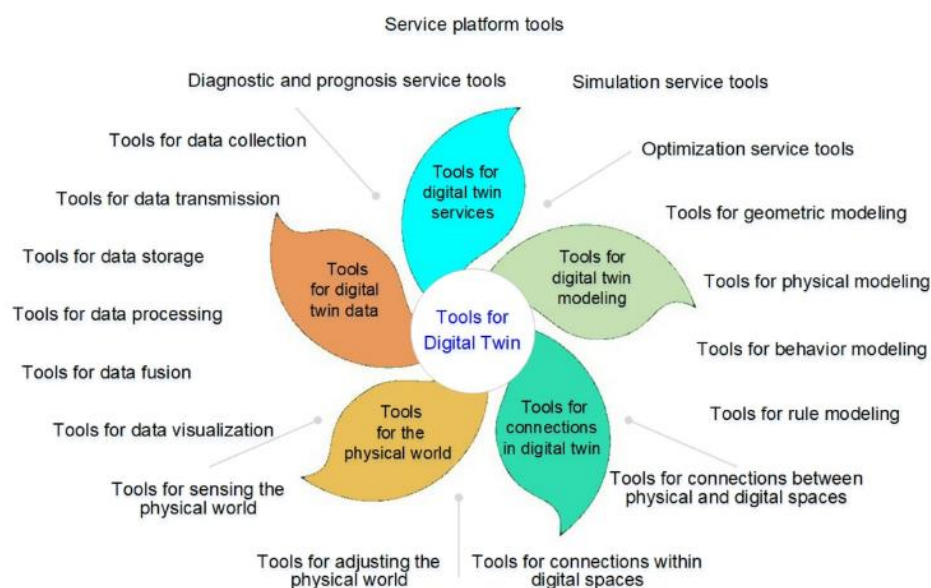 Service platform tools
Diagnostic and prognosis service tools
Simulation service tools
Tools for data collection
Optimization service tools
Tools for
digital twin
services
Tools for data transmission
Tools for geometric modeling
Tools for data storage
Tools
for digital
twin data
Tools for
digital twin
modeling
Tools for physical modeling
Tools for data processing
Tools for
Digital Twin
Tools for behavior modeling
Tools for data fusion
Tools for rule modeling
Tools for data visualization
Tools
for the
physical world
Tools for
connections
in digital twin
Tools for sensing the
physical world
Tools for connections between
physical and digital spaces
Tools for adjusting the
physical world
Tools for connections within
digital spaces